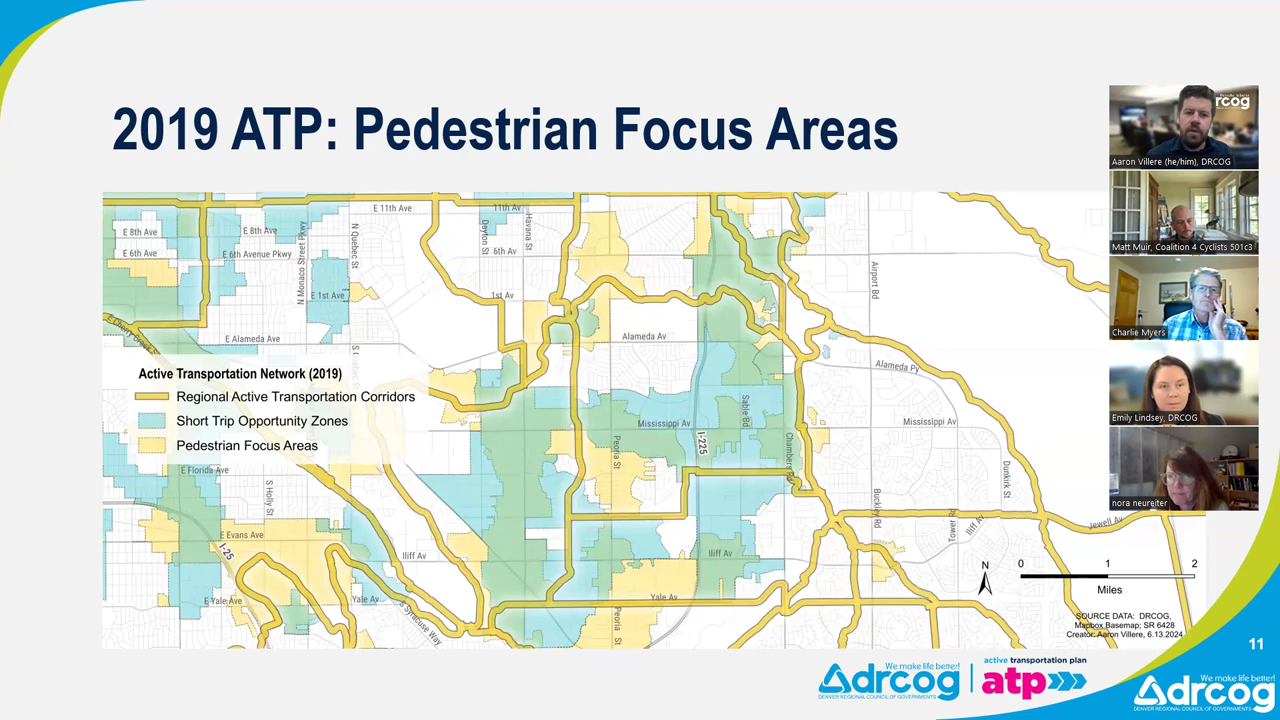 2019 ATP: Pedestrian Focus Areas
E 11th Ave
11th Av
E 8th Ave
E 8th Ave
E 6th Ave
E 6th Avenue Pkwy
6th Av
N Monaco Street Pkwy
N Quebec St
Dayton St
Havana St
Airport Bd
E 1st Ave
1st Av
E Alameda Ave
Alameda Av
Alameda Py
Active Transportation Network (2019)
Regional Active Transportation Corridors
Short Trip Opportunity Zones
Pedestrian Focus Areas
Mississippi Av
Mississippi Av
Sable Bd
I-225
Peoria St
Chambers Rd
E Florida Ave
S Holly St
Dunkirk St
Buckley Rd
Tower Rd
Iliff Av
Jewell Av
E Evans Ave
I-25
Iliff Av
Iliff Av
E Yale Ave
Yale Av
Yale Av
S Syracuse Way
Peoria St
N
0 1 2
Miles
SOURCE DATA: DRCOG,
Mapbox Basemap; SR 6428
Creator: Aaron Villere, 6.13.2024
rcog
Aaron Villere (he/him), DRCOG
Matt Muir, Coalition 4 Cyclists 501c3
Charlie Myers
Emily Lindsey, DRCOG
nora neureiter
11
We make life better!
drcog
DENVER REGIONAL COUNCIL OF GOVERNMENTS
active transportation plan
atp
We make life better!
drcog
DENVER REGIONAL COUNCIL OF GOVERNMENTS